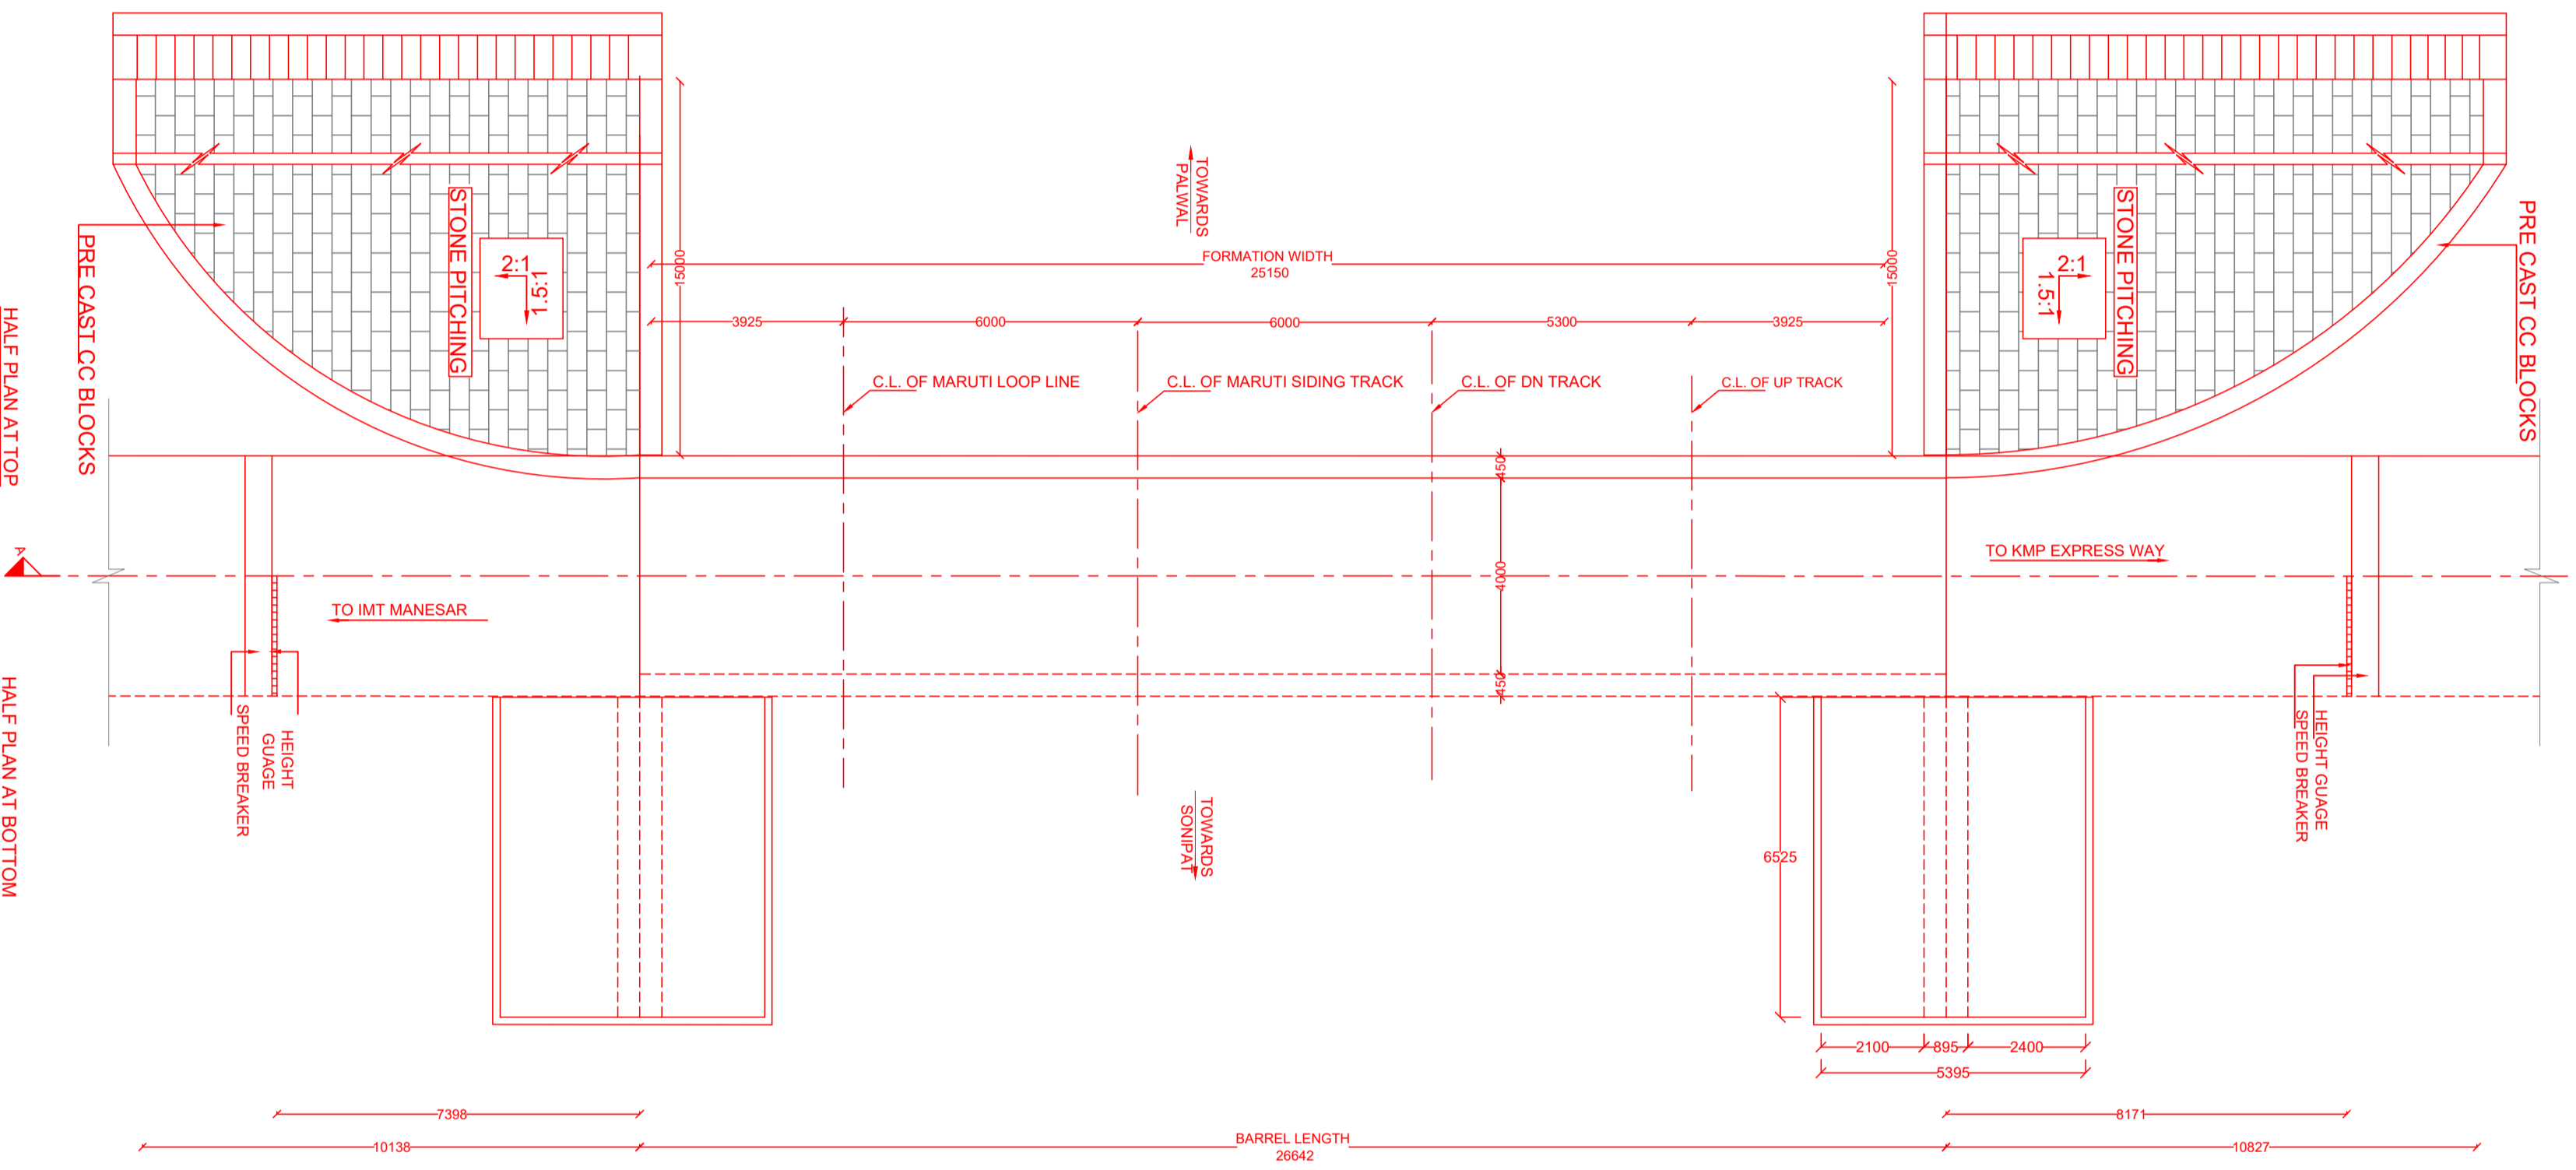 TOWARDS
PALWAL
FORMATION WIDTH
25150
15000
15000
3925
6000
6000
5300
3925
C.L. OF MARUTI LOOP LINE
C.L. OF MARUTI SIDING TRACK
C.L. OF DN TRACK
C.L. OF UP TRACK
STONE PITCHING
2:1
1.5:1
STONE PITCHING
2:1
1.5:1
PRE CAST CC BLOCKS
PRE CAST CC BLOCKS
HALF PLAN AT TOP
A
HALF PLAN AT BOTTOM
450
4000
450
TO KMP EXPRESS WAY
TO IMT MANESAR
HEIGHT
GUAGE
SPEED BREAKER
HEIGHT GUAGE
SPEED BREAKER
TOWARDS
SONIPAT
6525
2100
895
2400
5395
7398
8171
10138
BARREL LENGTH
26642
10827